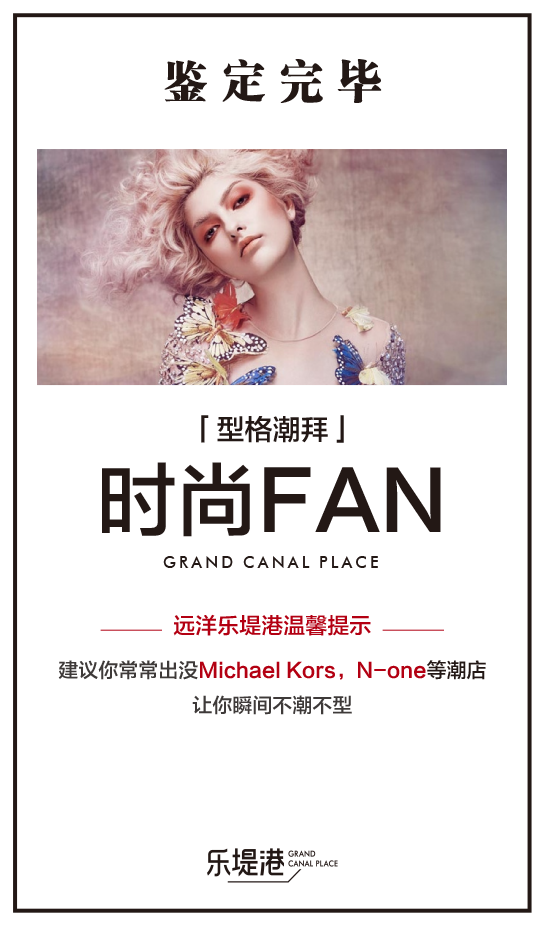 鉴定完毕
「型格潮拜」
时尚FAN
GRAND CANAL PLACE
远洋乐堤港温馨提示
建议你常常出没Michael Kors，N-one等潮店
让你瞬间不潮不型
乐堤港 GRAND CANAL PLACE